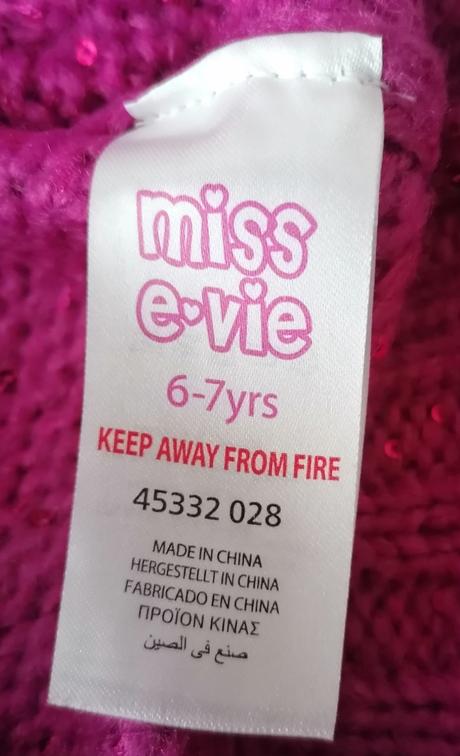 miss
e•vie
6-7yrs
KEEP AWAY FROM FIRE
45332 028
MADE IN CHINA
HERGESTELLT IN CHINA
FABRICADO EN CHINA
ΠΡΟΪΟΝ ΚΙΝΑΣ
صنع فى الصين